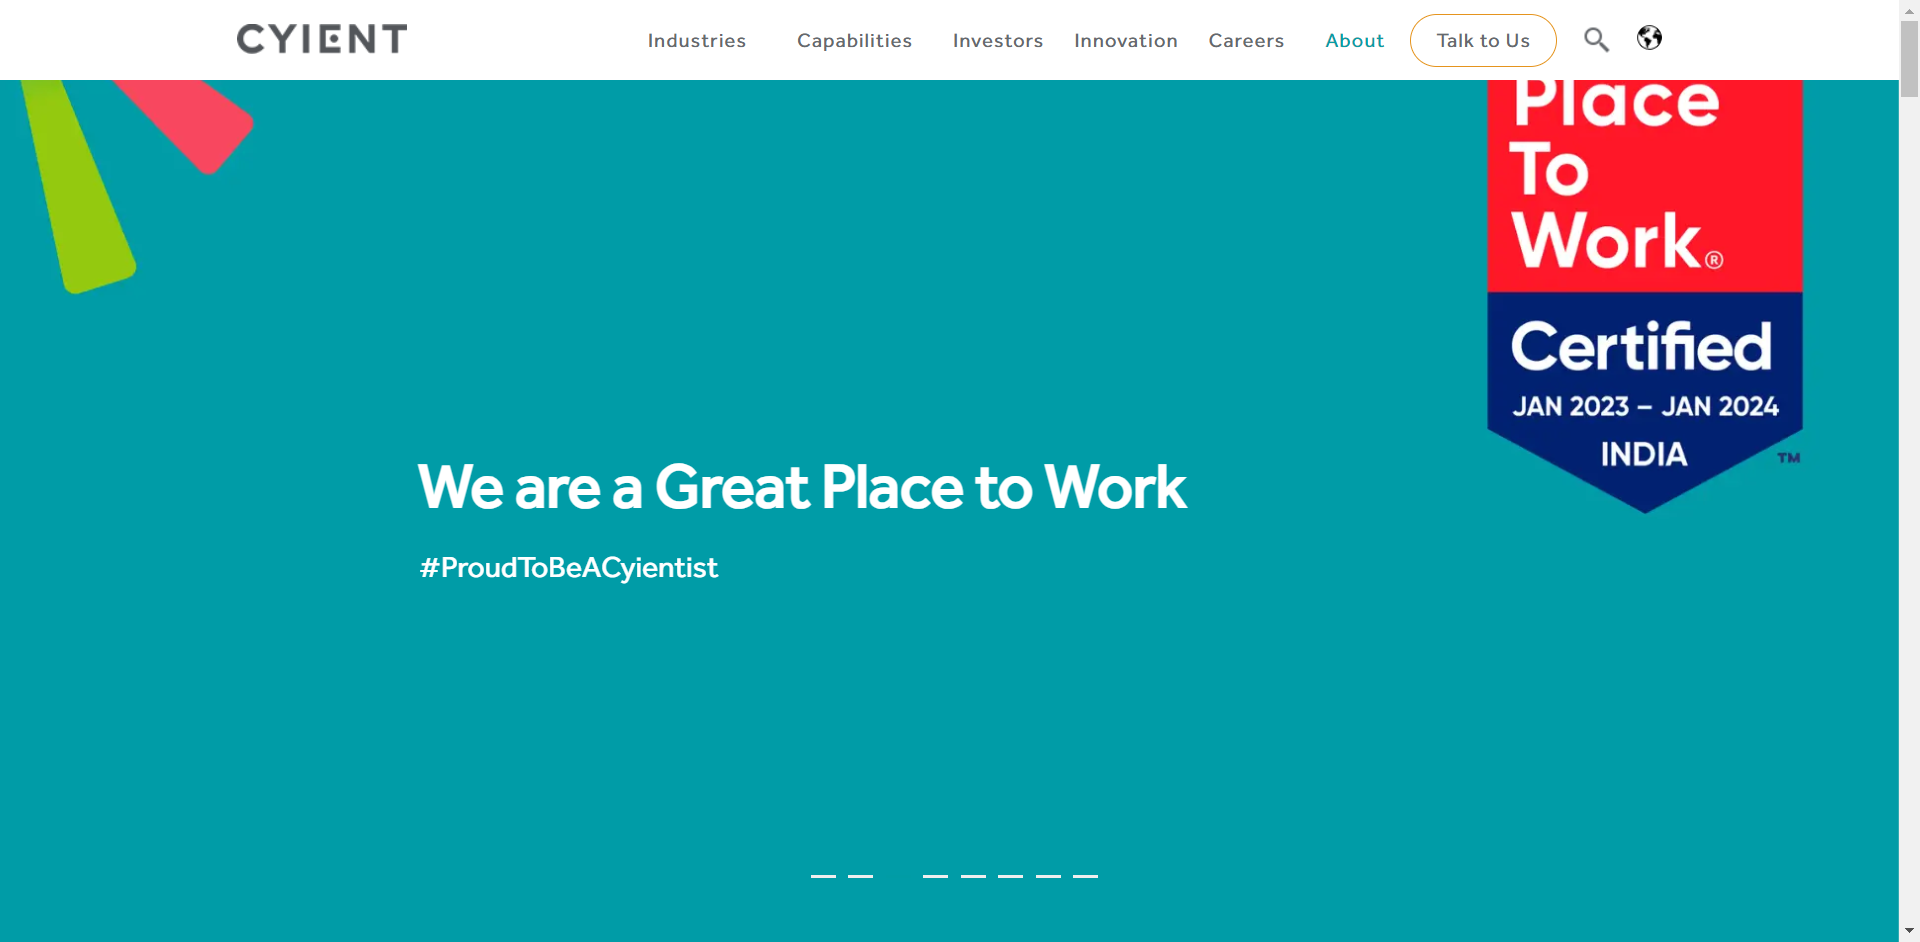 CYIENT
Industries
Capabilities
Investors
Innovation
Careers
About
Talk to Us
Place
To
Work®
Certified
JAN 2023 – JAN 2024
INDIA
TM
We are a Great Place to Work
#ProudToBeACyientist